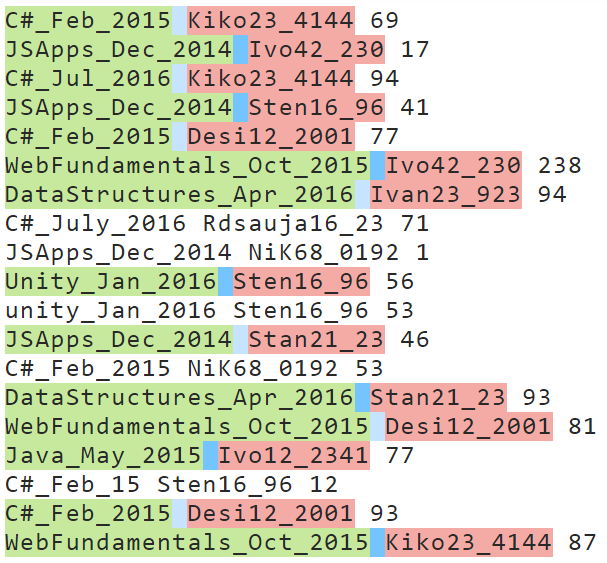 C#_Feb_2015 Kiko23_4144 69
JSApps_Dec_2014 Ivo42_230 17
C#_Jul_2016 Kiko23_4144 94
JSApps_Dec_2014 Sten16_96 41
C#_Feb_2015 Desi12_2001 77
WebFundamentals_Oct_2015 Ivo42_230 238
DataStructures_Apr_2016 Ivan23_923 94
C#_July_2016 Rdsauja16_23 71
JSApps_Dec_2014 NiK68_0192 1
Unity_Jan_2016 Sten16_96 56
unity_Jan_2016 Sten16_96 53
JSApps_Dec_2014 Stan21_23 46
C#_Feb_2015 NiK68_0192 53
DataStructures_Apr_2016 Stan21_23 93
WebFundamentals_Oct_2015 Desi12_2001 81
Java_May_2015 Ivo12_2341 77
C#_Feb_15 Sten16_96 12
C#_Feb_2015 Desi12_2001 93
WebFundamentals_Oct_2015 Kiko23_4144 87